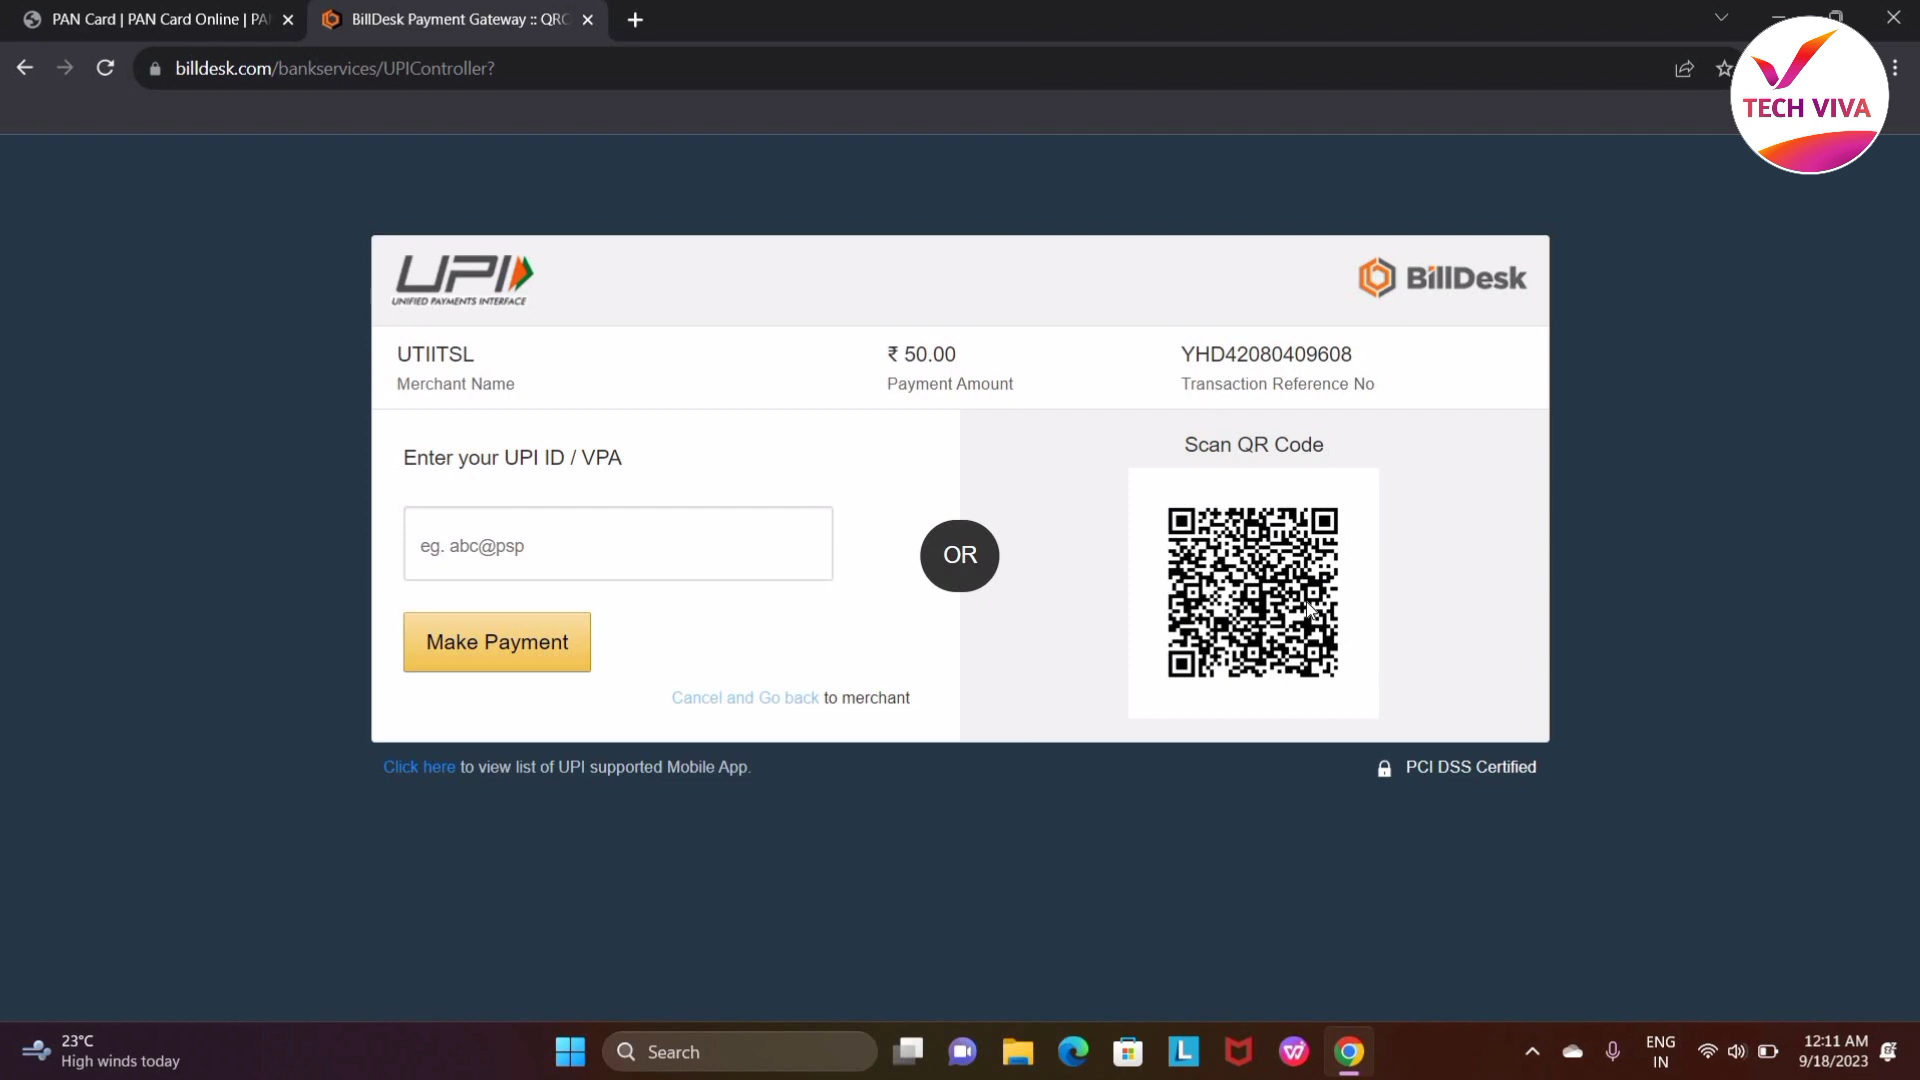 PAN Card | PAN Card Online | PA
BillDesk Payment Gateway :: QRC
billdesk.com/bankservices/UPIController?
TECH VIVA
UPI
UNIFIED PAYMENTS INTERFACE
BillDesk
UTIITSL
₹ 50.00
YHD42080409608
Merchant Name
Payment Amount
Transaction Reference No
Enter your UPI ID / VPA
Scan QR Code
eg. abc@psp
OR
Make Payment
Cancel and Go back to merchant
Click here to view list of UPI supported Mobile App.
PCI DSS Certified
23°C
High winds today
Search
L
ENG
IN
12:11 AM
9/18/2023